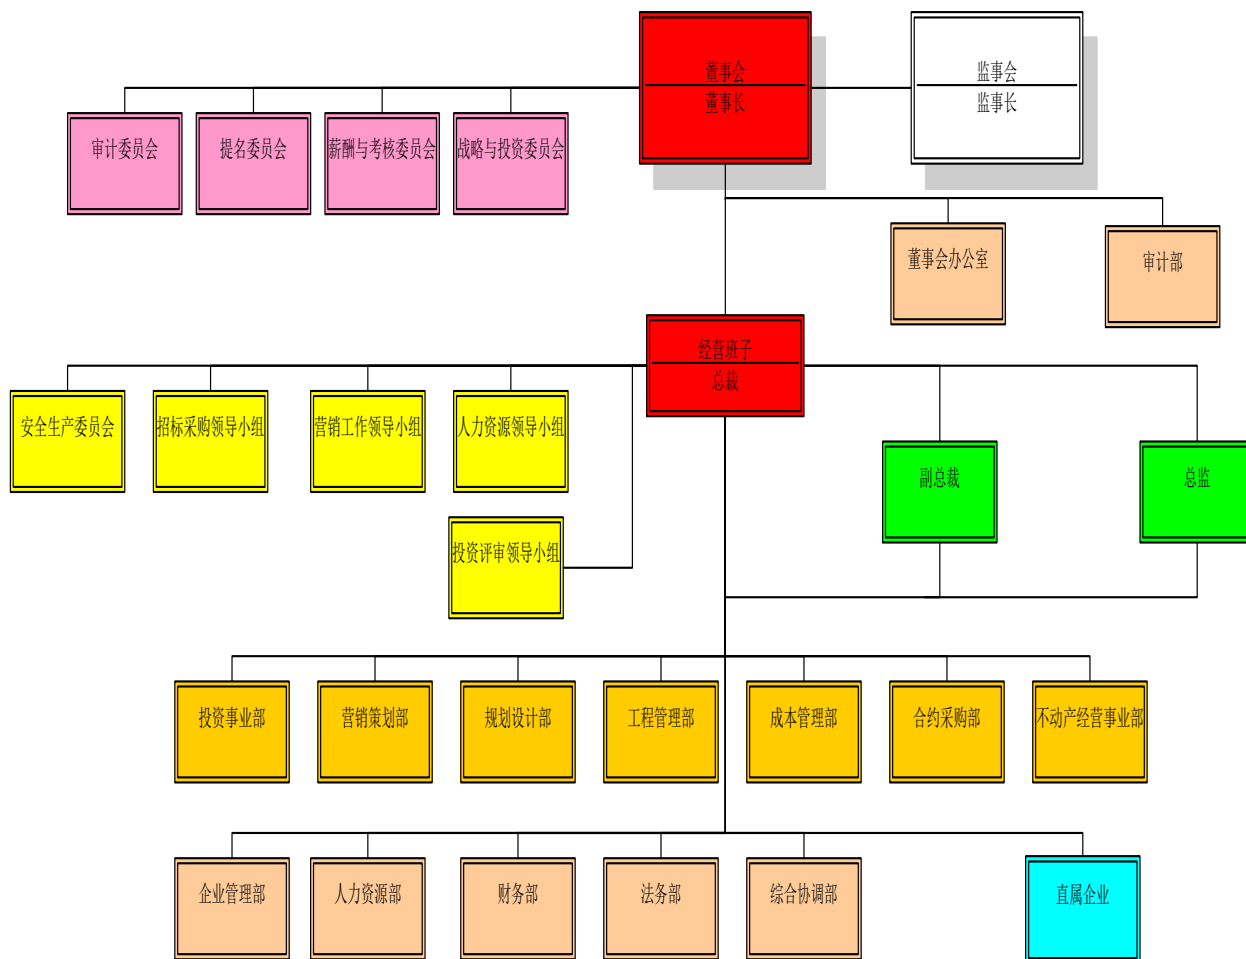 董事会
董事长
监事会
监事长
审计委员会
提名委员会
薪酬与考核委员会
战略与投资委员会
董事会办公室
审计部
经营班子
总裁
安全生产委员会
招标采购领导小组
营销工作领导小组
人力资源领导小组
副总裁
总监
投资评审领导小组
投资事业部
营销策划部
规划设计部
工程管理部
成本管理部
合约采购部
不动产经营事业部
企业管理部
人力资源部
财务部
法务部
综合协调部
直属企业